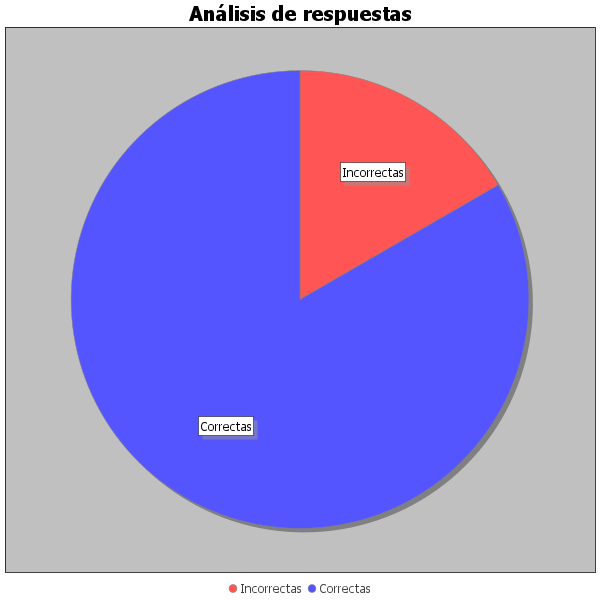 Análisis de respuestas
Incorrectas
Correctas
Incorrectas Correctas